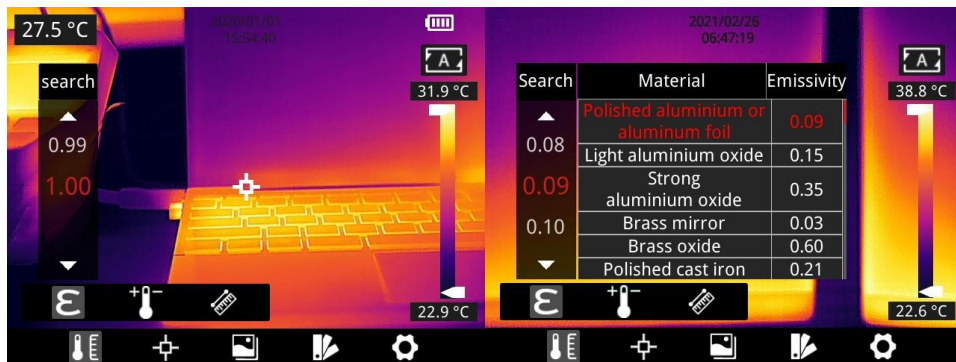 27.5 °C
2020/01/01
15:54:40
search
0.99
1.00
A
31.9 °C
22.9 °C
ε
+ −
2021/02/26
06:47:19
Search Material Emissivity
Polished aluminium or
aluminum foil 0.09
Light aluminium oxide 0.15
Strong
aluminium oxide 0.35
Brass mirror 0.03
Brass oxide 0.60
Polished cast iron 0.21
0.08
0.09
0.10
A
38.8 °C
22.6 °C
ε
+ −